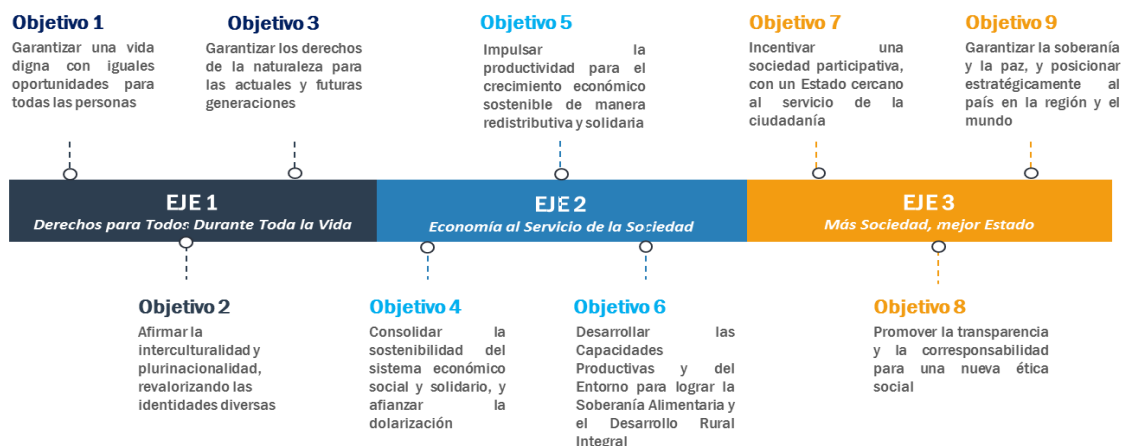 Objetivo 1
Garantizar una vida
digna con iguales
oportunidades para
todas las personas
Objetivo 3
Garantizar los derechos
de la naturaleza para
las actuales y futuras
generaciones
Objetivo 5
Impulsar la
productividad para el
crecimiento económico
sostenible de manera
redistributiva y solidaria
Objetivo 7
Incentivar una
sociedad participativa,
con un Estado cercano
al servicio de la
ciudadanía
Objetivo 9
Garantizar la soberanía
y la paz, y posicionar
estratégicamente al
país en la región y el
mundo
EJE 1
Derechos para Todos Durante Toda la Vida
EJE 2
Economía al Servicio de la Sociedad
EJE 3
Más Sociedad, mejor Estado
Objetivo 2
Afirmar la
interculturalidad y
plurinacionalidad,
revalorizando las
identidades diversas
Objetivo 4
Consolidar la
sostenibilidad del
sistema económico
social y solidario, y
afianzar la
dolarización
Objetivo 6
Desarrollar las
Capacidades
Productivas y del
Entorno para lograr la
Soberanía Alimentaria y
el Desarrollo Rural
Integral
Objetivo 8
Promover la transparencia
y la corresponsabilidad
para una nueva ética
social